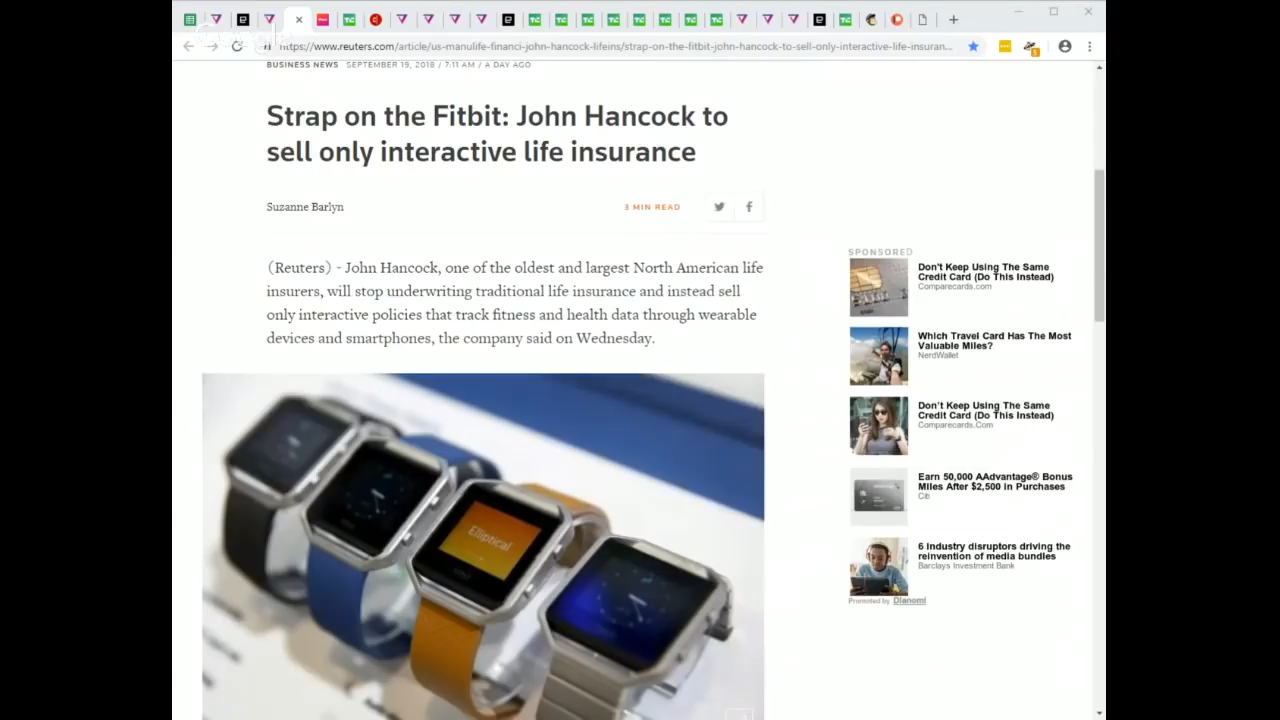 https://www.reuters.com/article/us-manulife-financi-john-hancock-lifeins/strap-on-the-fitbit-john-hancock-to-sell-only-interactive-life-insuran...
BUSINESS NEWS SEPTEMBER 19, 2018 / 7:11 AM / A DAY AGO
Strap on the Fitbit: John Hancock to
sell only interactive life insurance
Suzanne Barlyn
3 MIN READ
(Reuters) - John Hancock, one of the oldest and largest North American life
insurers, will stop underwriting traditional life insurance and instead sell
only interactive policies that track fitness and health data through wearable
devices and smartphones, the company said on Wednesday.
Elliptical
SPONSORED
Don't Keep Using The Same
Credit Card (Do This Instead)
Comparecards.com
Which Travel Card Has The Most
Valuable Miles?
NerdWallet
Don't Keep Using The Same
Credit Card (Do This Instead)
Comparecards.Com
Earn 50,000 AAdvantage® Bonus
Miles After $2,500 in Purchases
Citi
6 industry disruptors driving the
reinvention of media bundles
Barclays Investment Bank
Promoted by Dianomi